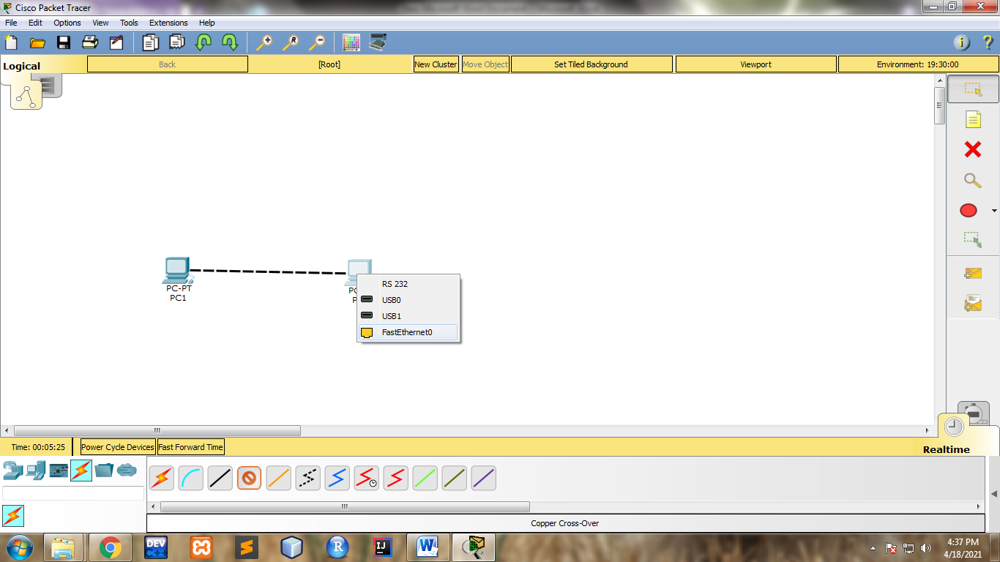 Cisco Packet Tracer
File Edit Options View Tools Extensions Help
R
i ?
Logical
Back
[Root]
New Cluster
Move Object
Set Tiled Background
Viewport
Environment: 19:30:00
PC-PT
PC1
PC
P
RS 232
USB0
USB1
FastEthernet0
Time: 00:05:25
Power Cycle Devices
Fast Forward Time
Realtime
Copper Cross-Over
DEV
C++
S
R
IJ
W
4:37 PM
4/18/2021